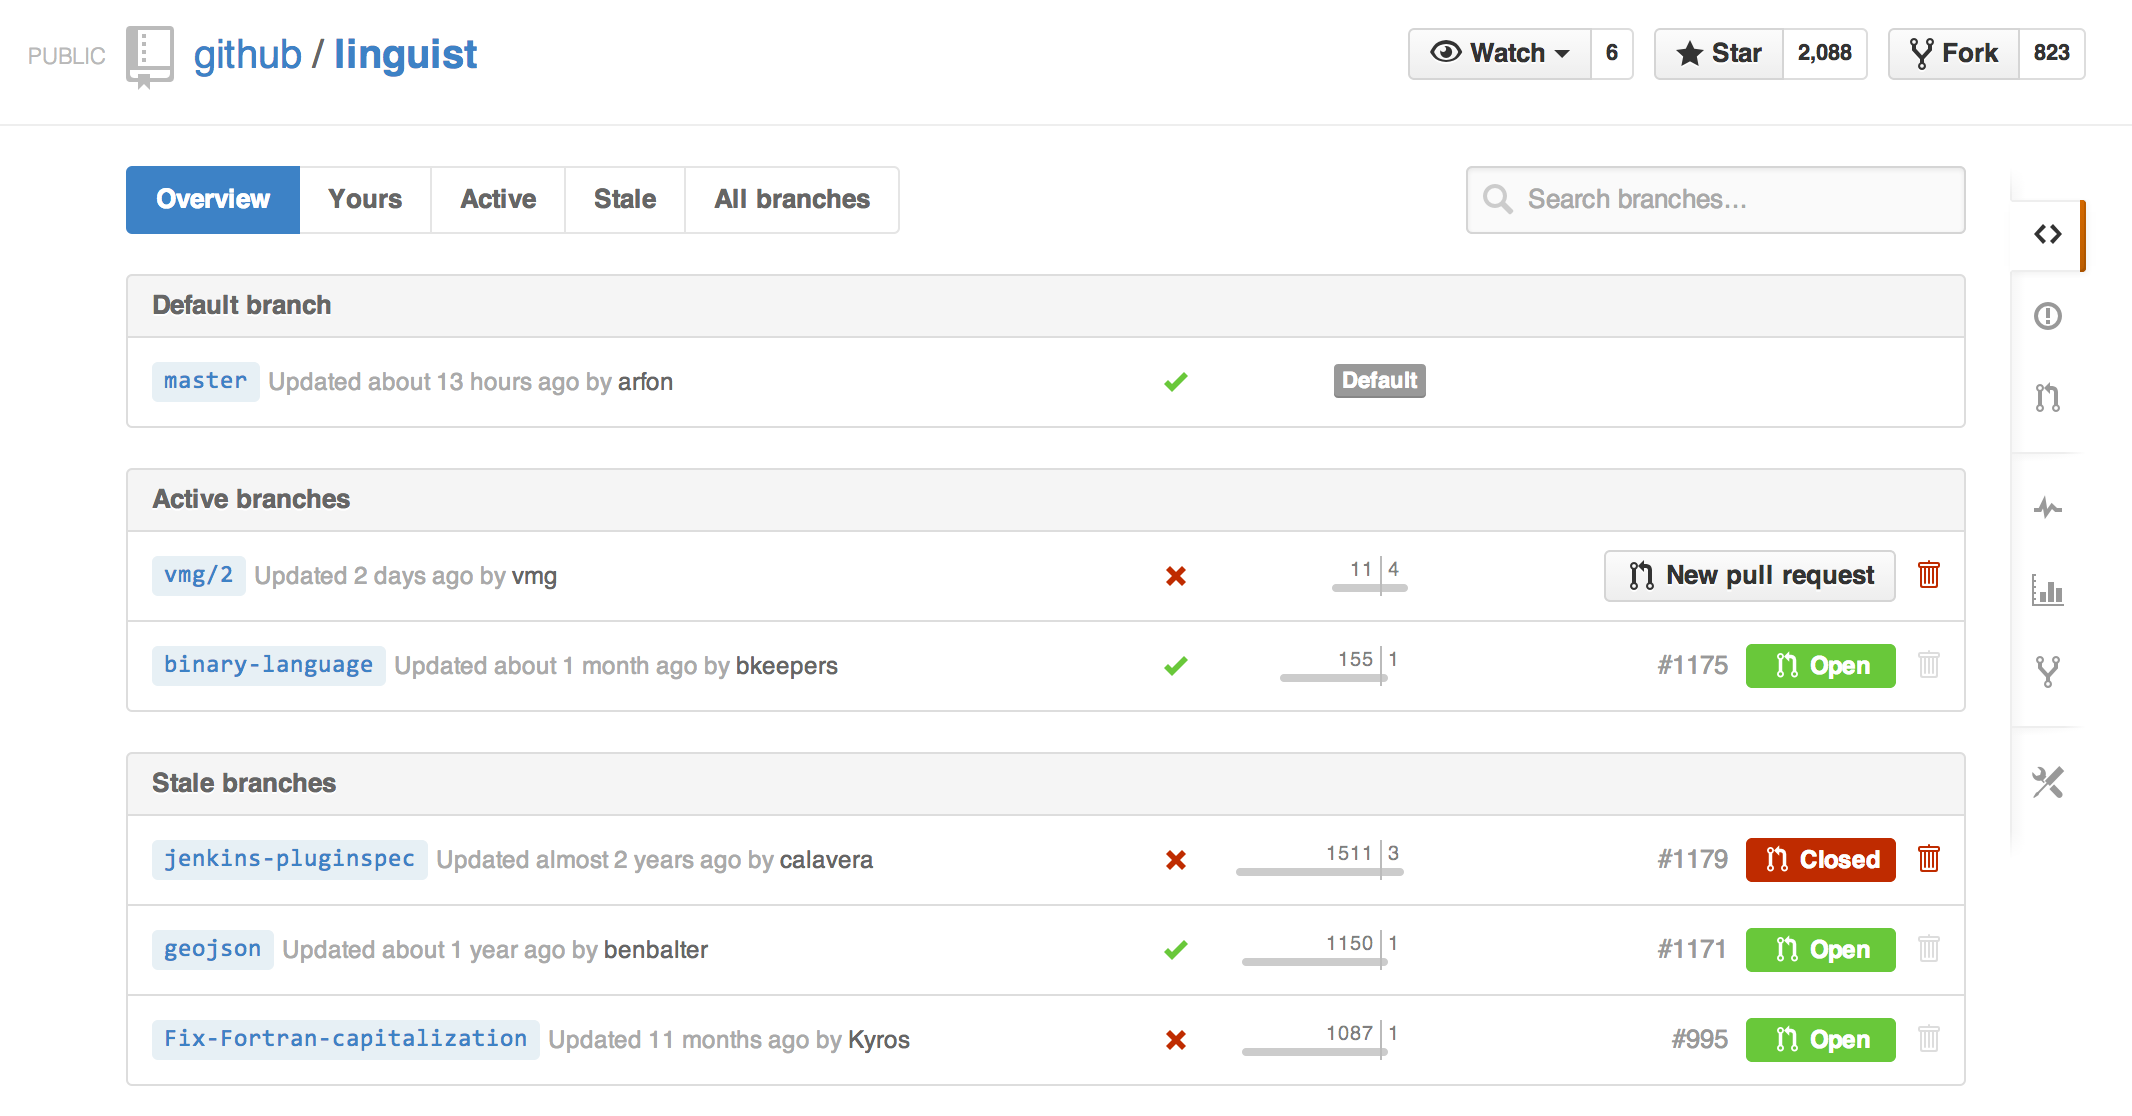 PUBLIC github / linguist Watch 6 Star 2,088 Fork 823
Overview Yours Active Stale All branches Search branches...
Default branch
master Updated about 13 hours ago by arfon Default
Active branches
vmg/2 Updated 2 days ago by vmg 11 4 New pull request
binary-language Updated about 1 month ago by bkeepers 155 1 #1175 Open
Stale branches
jenkins-pluginspec Updated almost 2 years ago by calavera 1511 3 #1179 Closed
geojson Updated about 1 year ago by benbalter 1150 1 #1171 Open
Fix-Fortran-capitalization Updated 11 months ago by Kyros 1087 1 #995 Open